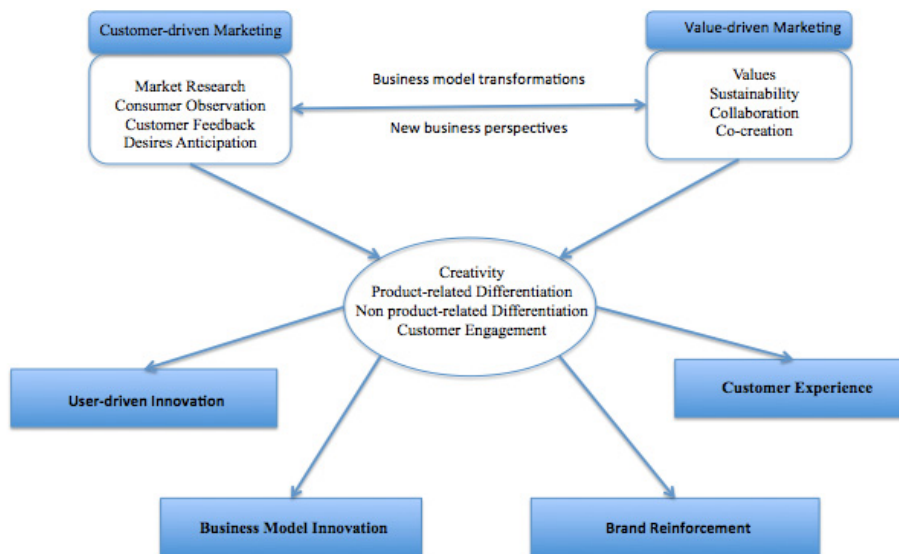 Customer-driven Marketing
Value-driven Marketing
Market Research
Consumer Observation
Customer Feedback
Desires Anticipation
Business model transformations
New business perspectives
Values
Sustainability
Collaboration
Co-creation
Creativity
Product-related Differentiation
Non product-related Differentiation
Customer Engagement
User-driven Innovation
Customer Experience
Business Model Innovation
Brand Reinforcement